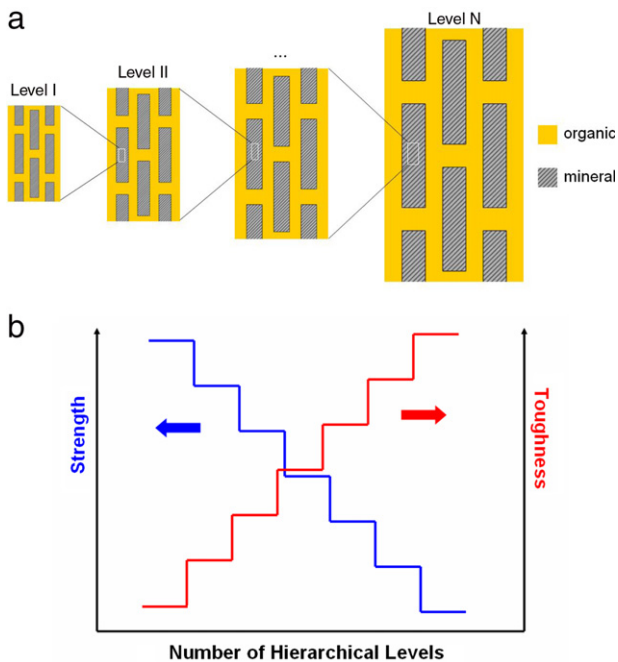 a
Level I
Level II
...
Level N
organic
mineral
b
Strength
Toughness
Number of Hierarchical Levels